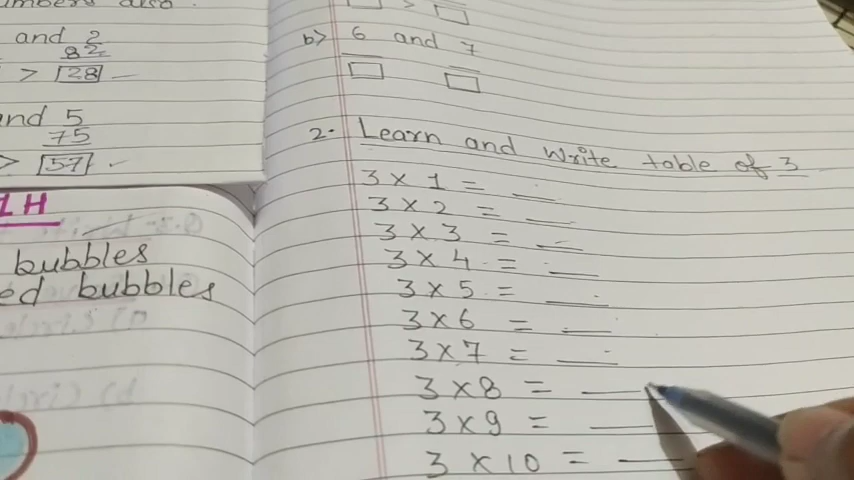 and 2
82
> 28
and 5
75
> 57
LH
bubbles
ed bubbles
>
b> 6 and 7
2. Learn and write table of 3
3 × 1 =
3 × 2 =
3 × 3 =
3 × 4 =
3 × 5 =
3 × 6 =
3 × 7 =
3 × 8 =
3 × 9 =
3 × 10 =